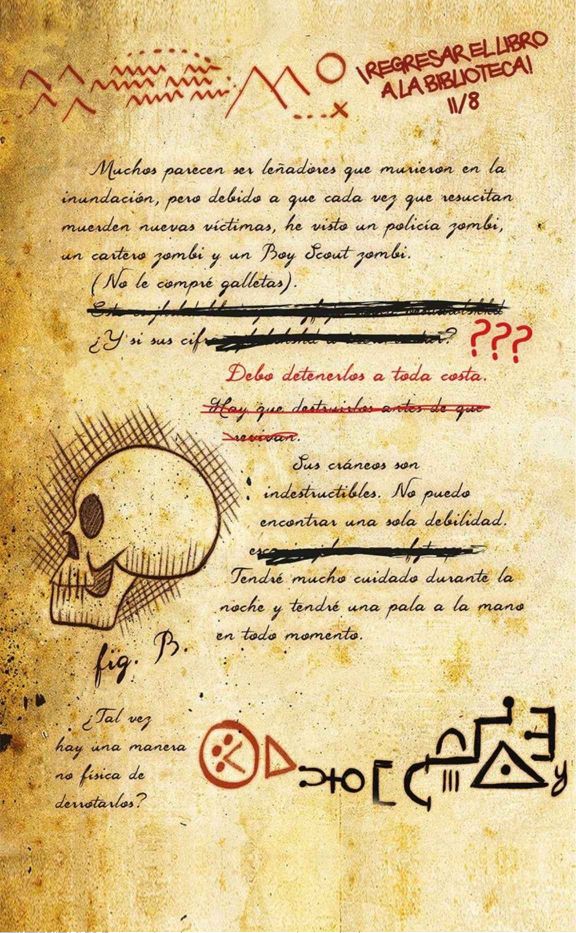 ¡REGRESAR EL LIBRO
A LA BIBLIOTECA!
11/8
Muchos parecen ser leñadores que murieron en la
inundación, pero debido a que cada vez que resucitan
muerden nuevas víctimas, he visto un policía zombi,
un cartero zombi y un Boy Scout zombi.
(No le compré galletas).
¿Y si sus ? ???
Debo detenerlos a toda costa.
Hay que destruirlos antes de que
revivan.
Sus cráneos son
indestructibles. No puedo
encontrar una sola debilidad.
Tendré mucho cuidado durante la
noche y tendré una pala a la mano
en todo momento.
fig. B.
¿Tal vez
hay una manera
no física de
derrotarlos?